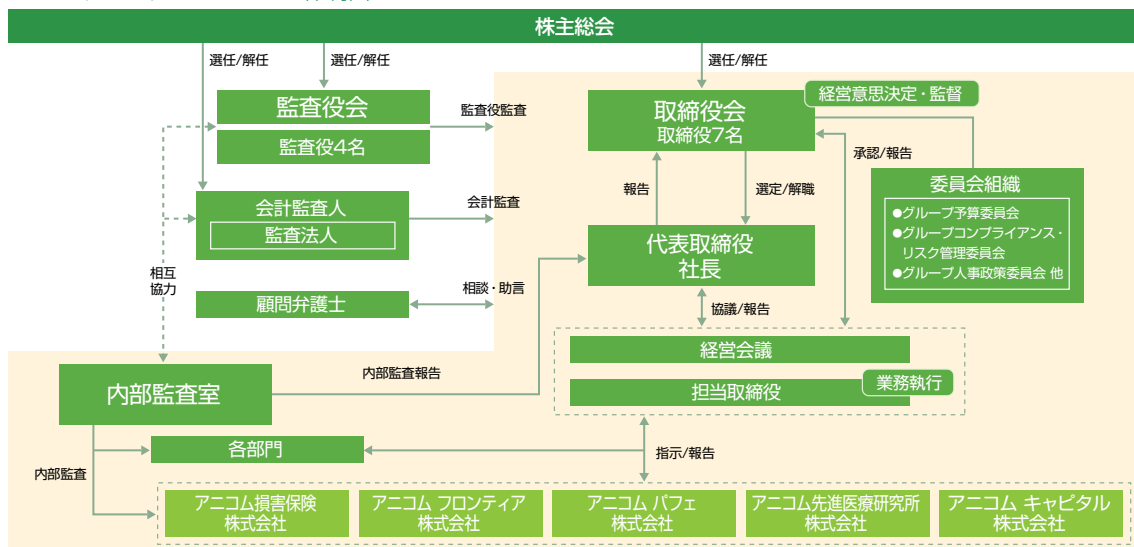 株主総会
選任/解任
選任/解任
選任/解任
監査役会
監査役4名
監査役監査
取締役会
取締役7名
経営意思決定・監督
承認/報告
委員会組織
●グループ予算委員会
●グループコンプライアンス・
リスク管理委員会
●グループ人事政策委員会 他
会計監査人
監査法人
会計監査
報告
選定/解職
代表取締役
社長
相互
協力
顧問弁護士
相談・助言
協議/報告
経営会議
担当取締役
業務執行
内部監査室
内部監査報告
各部門
指示/報告
内部監査
アニコム損害保険
株式会社
アニコム フロンティア
株式会社
アニコム パフェ
株式会社
アニコム先進医療研究所
株式会社
アニコム キャピタル
株式会社